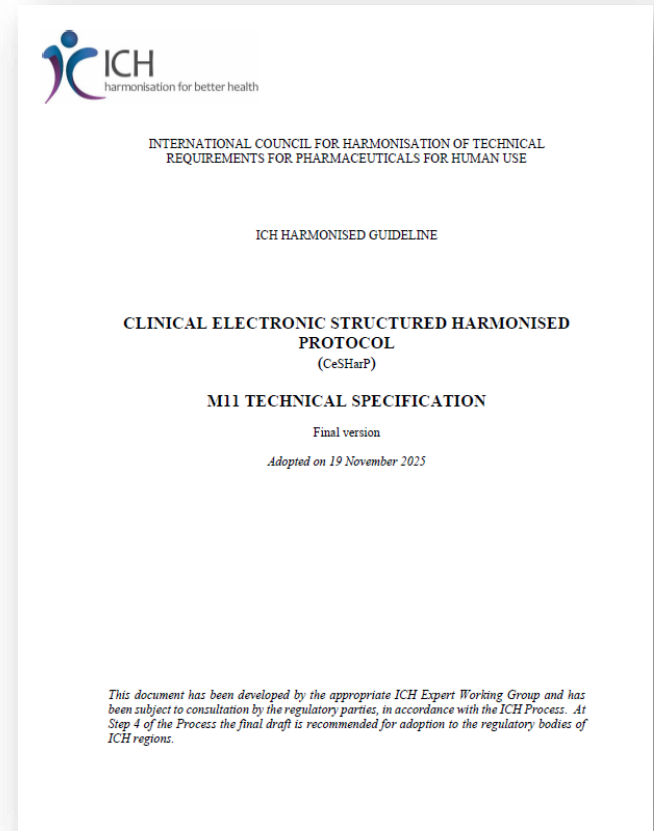 ICH
harmonisation for better health
INTERNATIONAL COUNCIL FOR HARMONISATION OF TECHNICAL
REQUIREMENTS FOR PHARMACEUTICALS FOR HUMAN USE
ICH HARMONISED GUIDELINE
CLINICAL ELECTRONIC STRUCTURED HARMONISED
PROTOCOL
(CeSHarP)
M11 TECHNICAL SPECIFICATION
Final version
Adopted on 19 November 2025
This document has been developed by the appropriate ICH Expert Working Group and has
been subject to consultation by the regulatory parties, in accordance with the ICH Process. At
Step 4 of the Process the final draft is recommended for adoption to the regulatory bodies of
ICH regions.